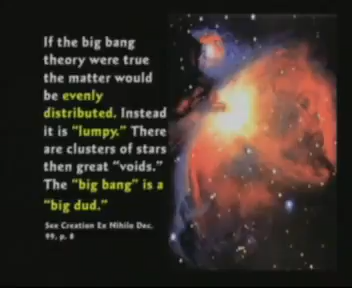 If the big bang
theory were true
the matter would
be evenly
distributed. Instead
it is "lumpy." There
are clusters of stars
then great "voids."
The "big bang" is a
"big dud."
See Creation Ex Nihilo Dec.
99, p. 8